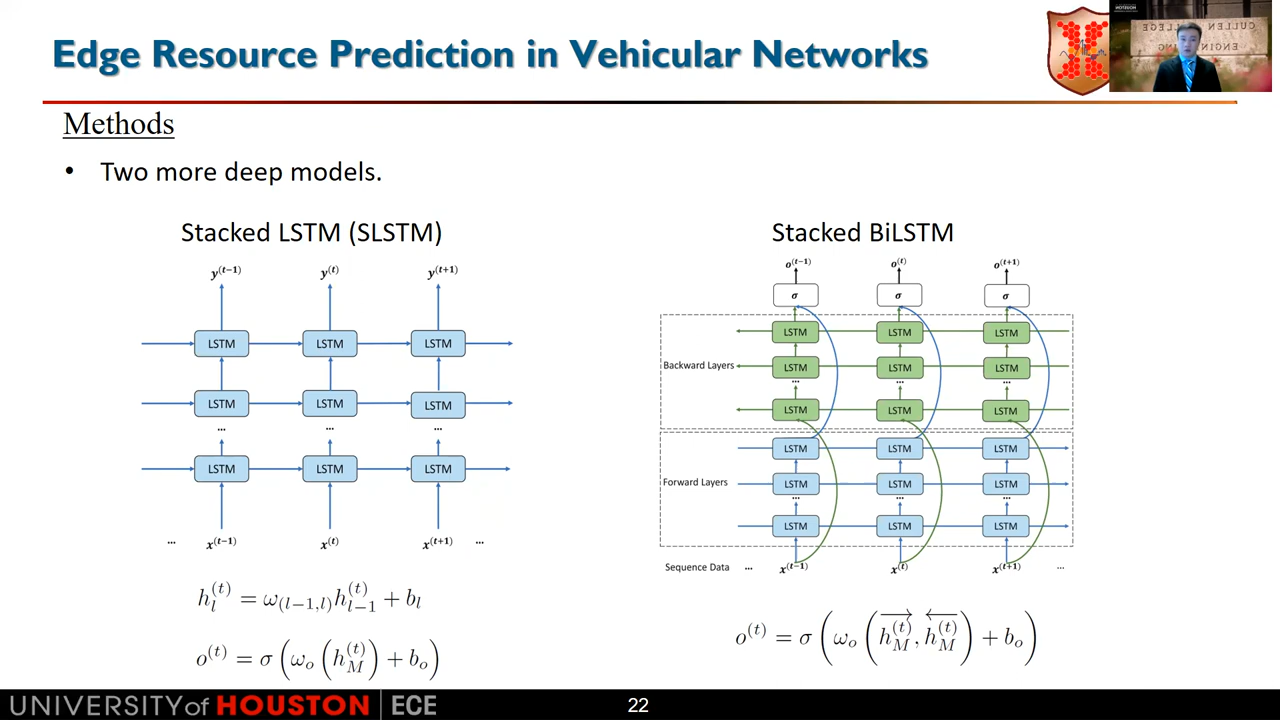 Edge Resource Prediction in Vehicular Networks
CULLEN
COLLEGE
ENGINEERING
Methods
• Two more deep models.
Stacked LSTM (SLSTM)
y^(t−1) y^(t) y^(t+1)
LSTM LSTM LSTM
LSTM LSTM LSTM
... ... ...
LSTM LSTM LSTM
... x^(t−1) x^(t) x^(t+1) ...
h_l^(t) = ω_(l−1,l) h_{l−1}^(t) + b_l
o^(t) = σ(ω_o(h_M^(t)) + b_o)
Stacked BiLSTM
o^(t−1) o^(t) o^(t+1)
σ σ σ
LSTM LSTM LSTM
Backward Layers LSTM LSTM LSTM
... ... ...
LSTM LSTM LSTM
LSTM LSTM LSTM
Forward Layers LSTM LSTM LSTM
... ... ...
LSTM LSTM LSTM
Sequence Data ... x^(t−1) x^(t) x^(t+1) ...
o^(t) = σ(ω_o(→h_M^(t), ←h_M^(t)) + b_o)
UNIVERSITY of HOUSTON | ECE
22